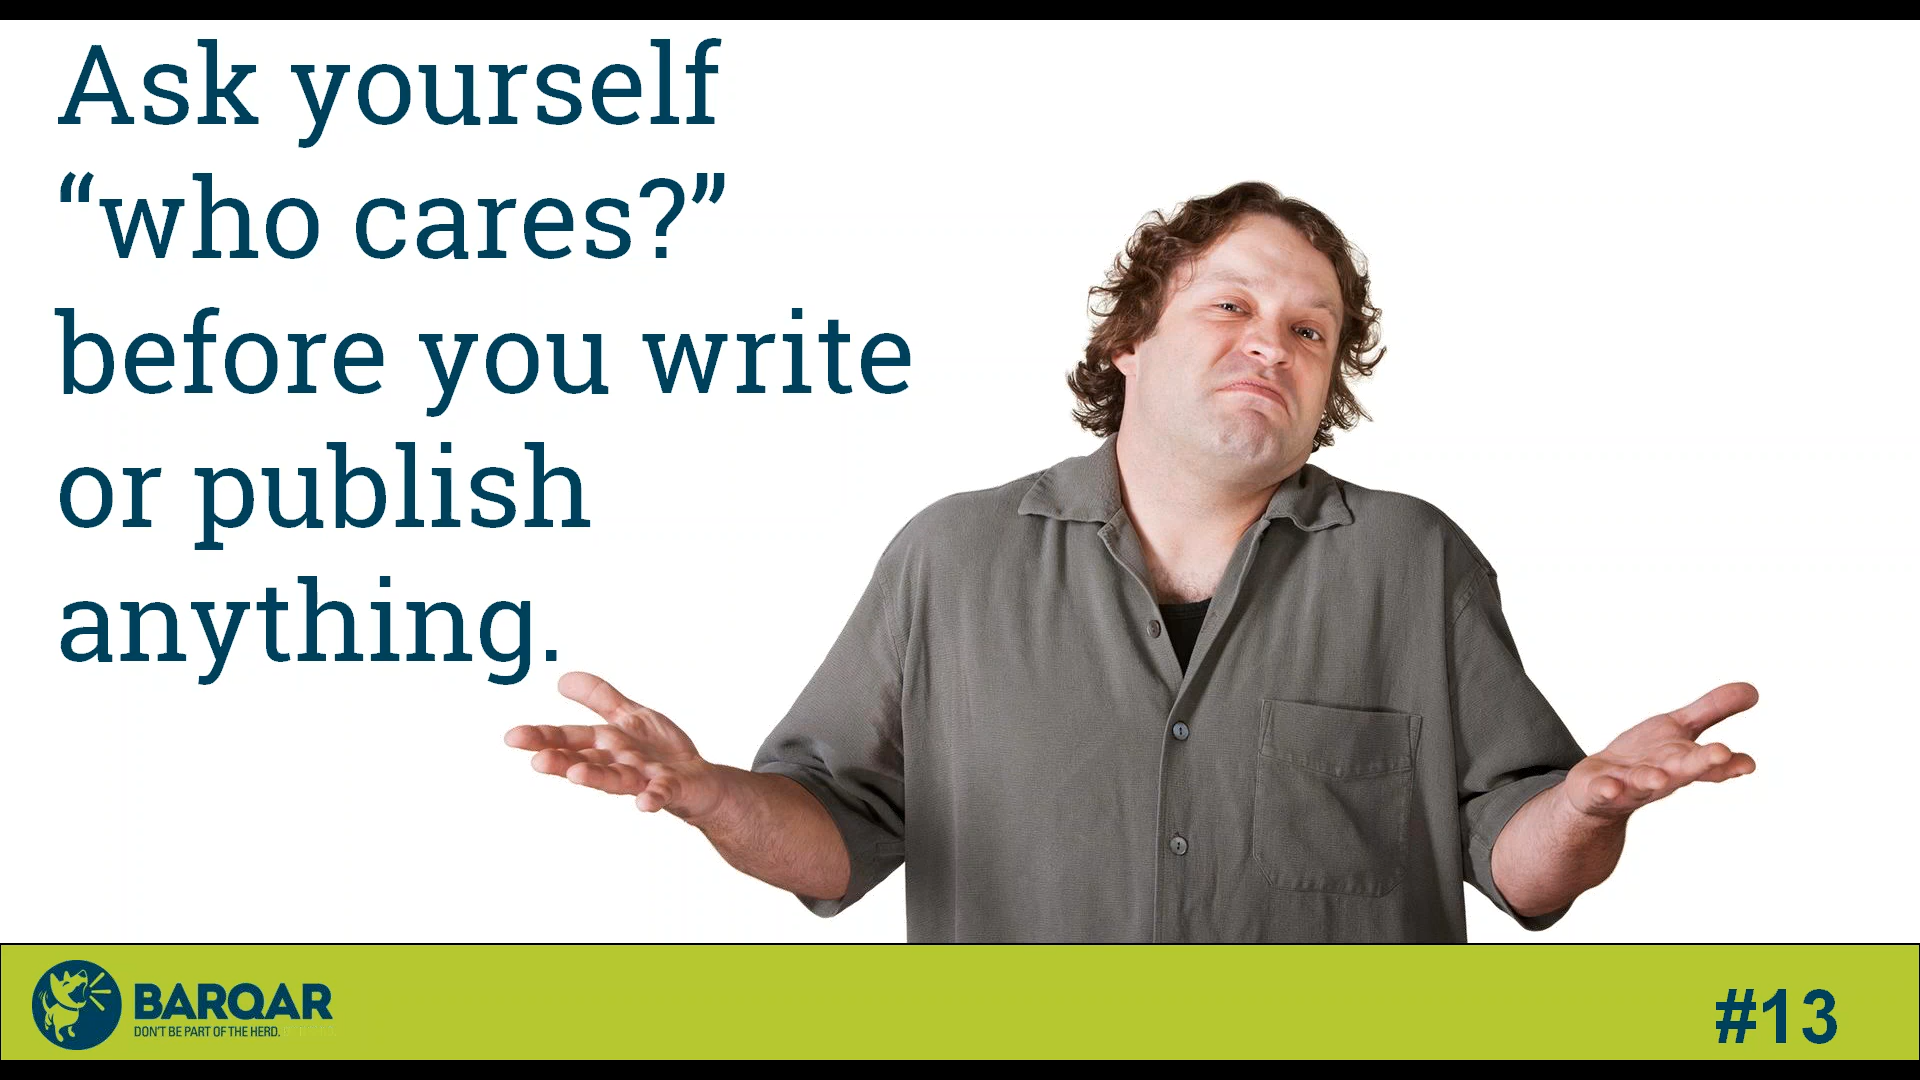 Ask yourself
“who cares?”
before you write
or publish
anything.
BARQAR
DON'T BE PART OF THE HERD.
#13